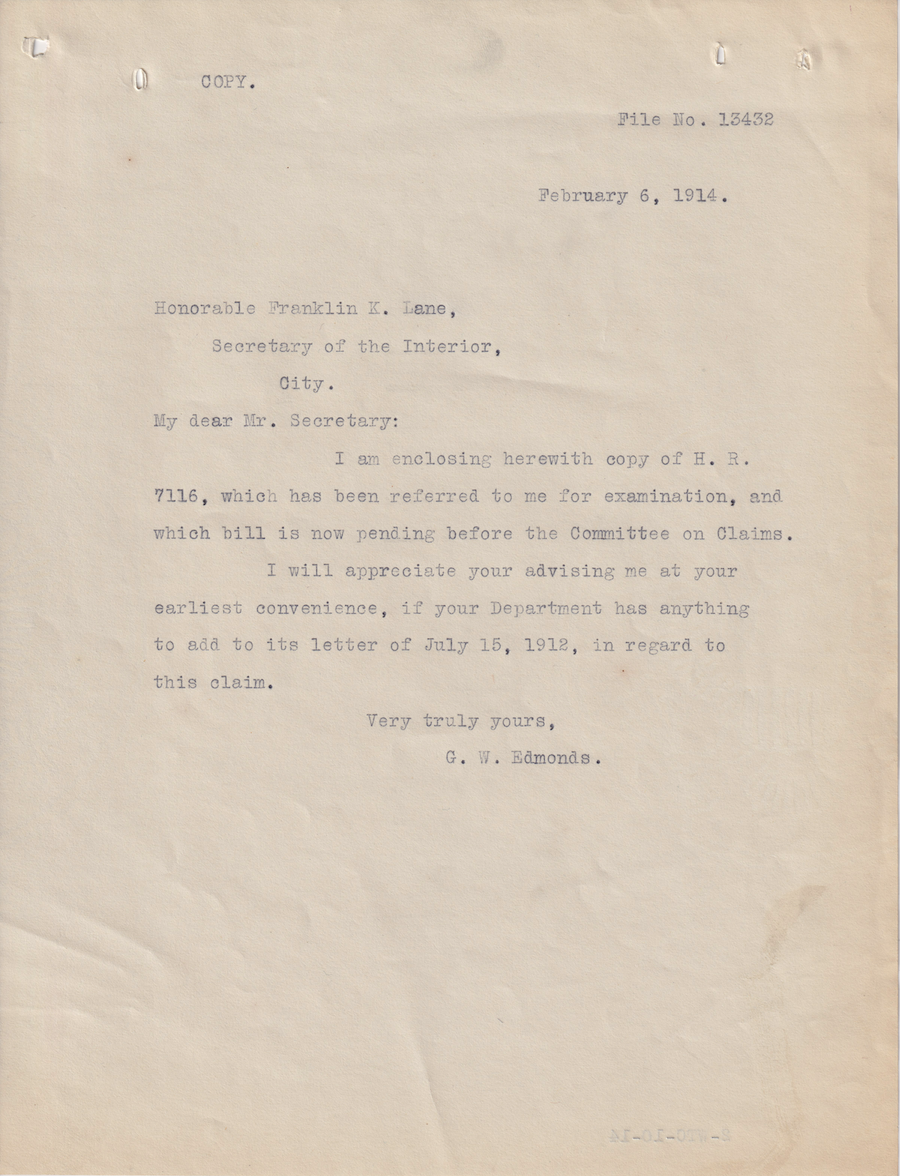 COPY.
File No. 13432
February 6, 1914.
Honorable Franklin K. Lane,
Secretary of the Interior,
City.
My dear Mr. Secretary:
I am enclosing herewith copy of H. R.
7116, which has been referred to me for examination, and
which bill is now pending before the Committee on Claims.
I will appreciate your advising me at your
earliest convenience, if your Department has anything
to add to its letter of July 15, 1912, in regard to
this claim.
Very truly yours,
G. W. Edmonds.